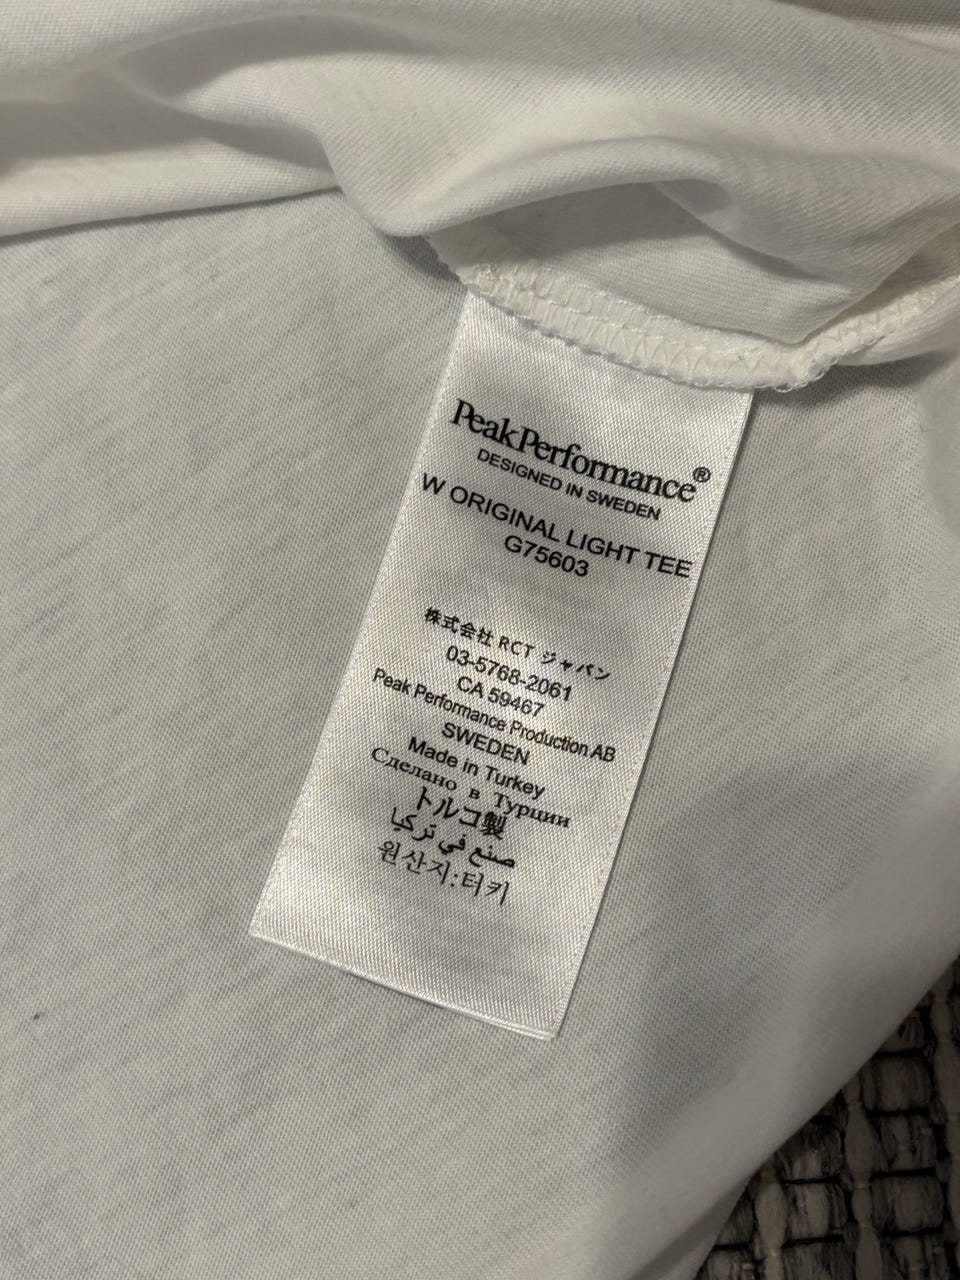 PeakPerformance®
DESIGNED IN SWEDEN
W ORIGINAL LIGHT TEE
G75603
株式会社 RCT ジャパン
03-5768-2061
CA 59467
Peak Performance Production AB
SWEDEN
Made in Turkey
Сделано в Турции
トルコ製
صنع في تركيا
원산지:터키